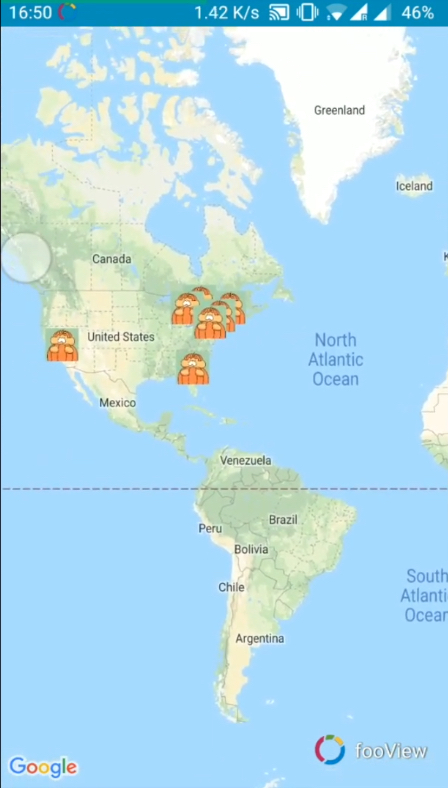 16:50 1.42 K/s 46%
Greenland
Iceland
Canada
United States
North
Atlantic
Ocean
Mexico
Venezuela
Brazil
Peru
Bolivia
Chile
South
Atlanti
Ocear
Argentina
fooView
Google